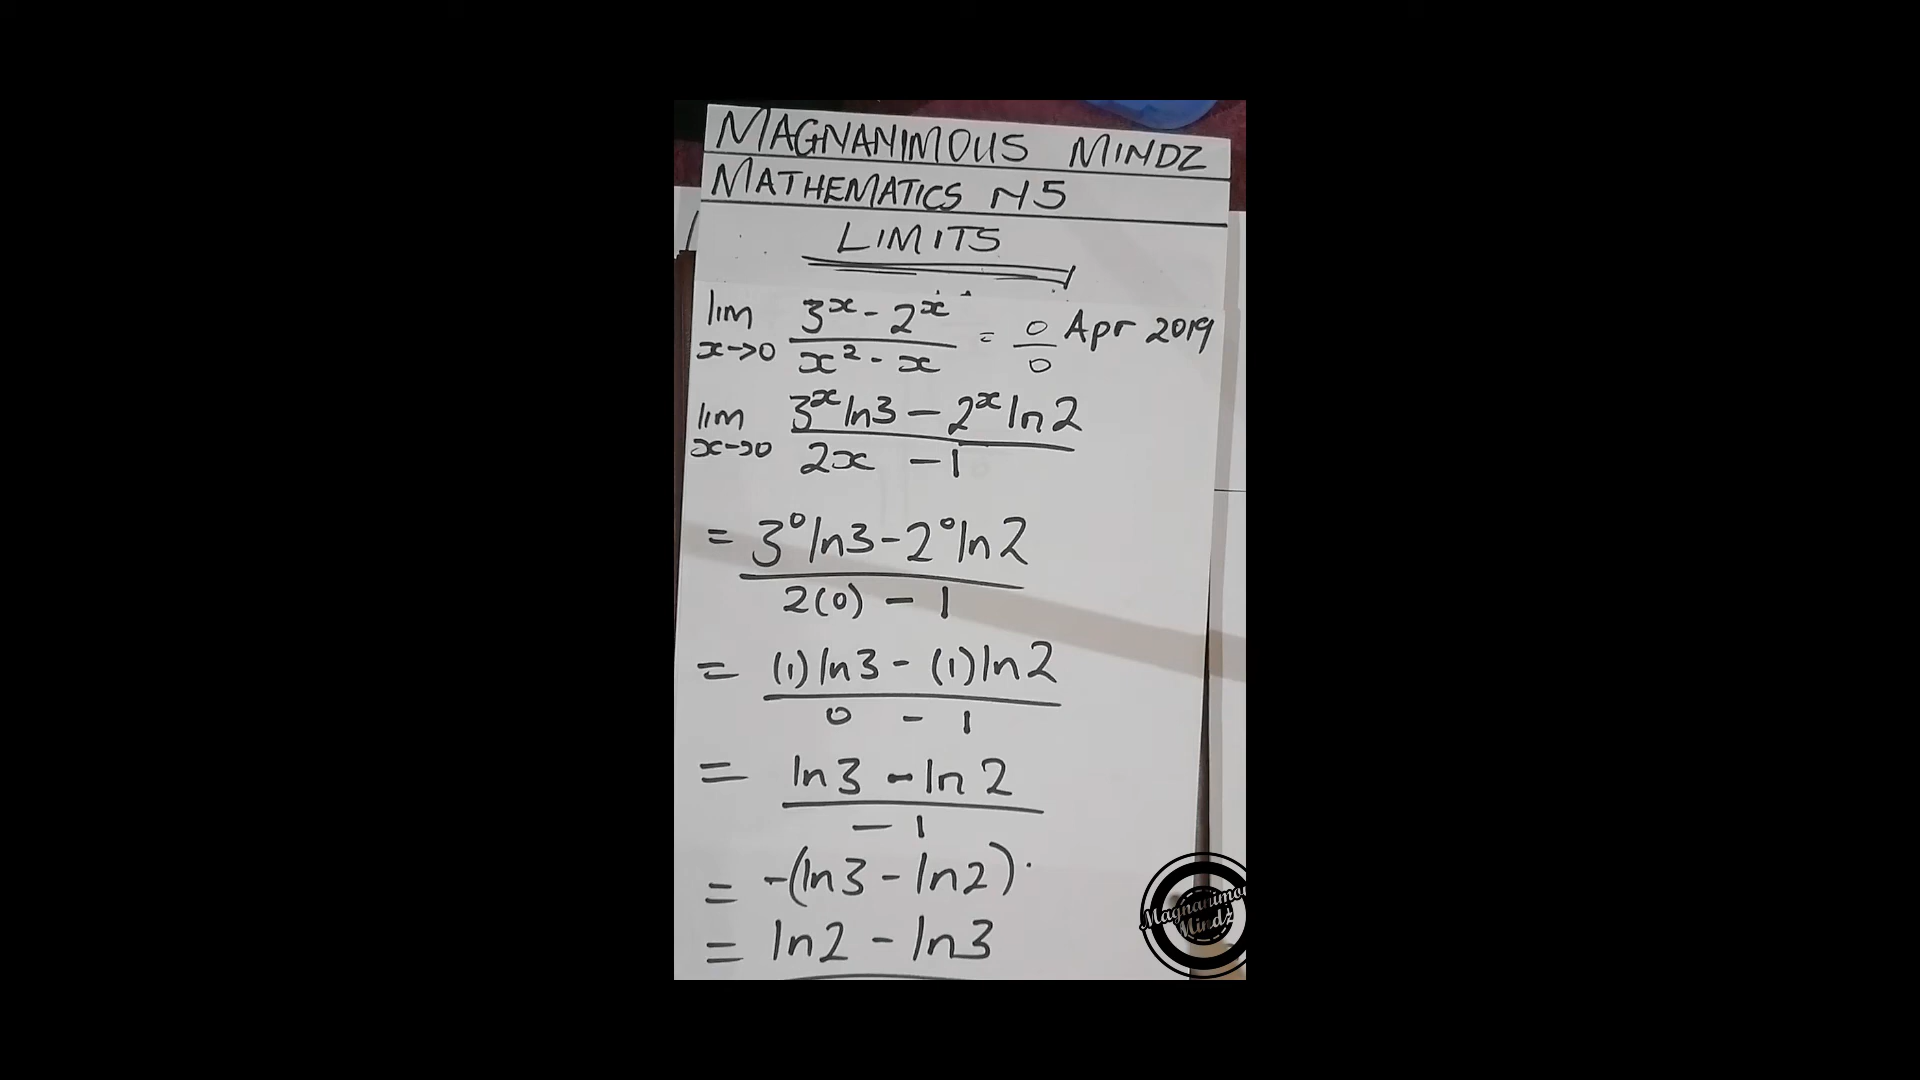 MAGNANIMOUS MINDZ
MATHEMATICS N5
LIMITS
lim x→0 (3^x - 2^x)/(x^2 - x) = 0/0 Apr 2019
lim x→0 (3^x ln3 - 2^x ln2)/(2x - 1)
= (3^0 ln3 - 2^0 ln2)/(2(0) - 1)
= ((1)ln3 - (1)ln2)/(0 - 1)
= (ln3 - ln2)/(-1)
= -(ln3 - ln2)
= ln2 - ln3
Magnanimou
Mindz